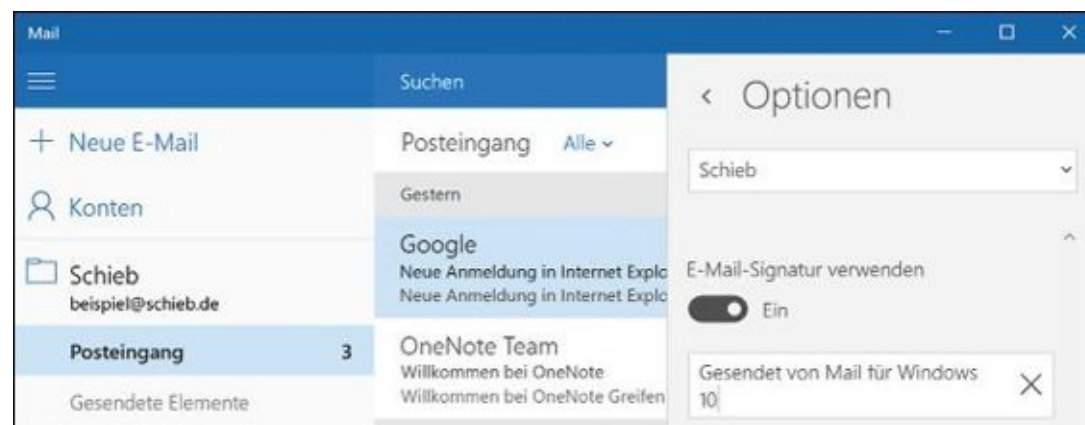 Mail
Suchen
Optionen
Neue E-Mail
Posteingang Alle
Schieb
Gestern
Konten
Google
Neue Anmeldung in Internet Explo
Neue Anmeldung in Internet Explo
E-Mail-Signatur verwenden
Ein
Schieb
beispiel@schieb.de
Posteingang 3
OneNote Team
Willkommen bei OneNote
Willkommen bei OneNote Greifen
Gesendet von Mail für Windows
10
Gesendete Elemente